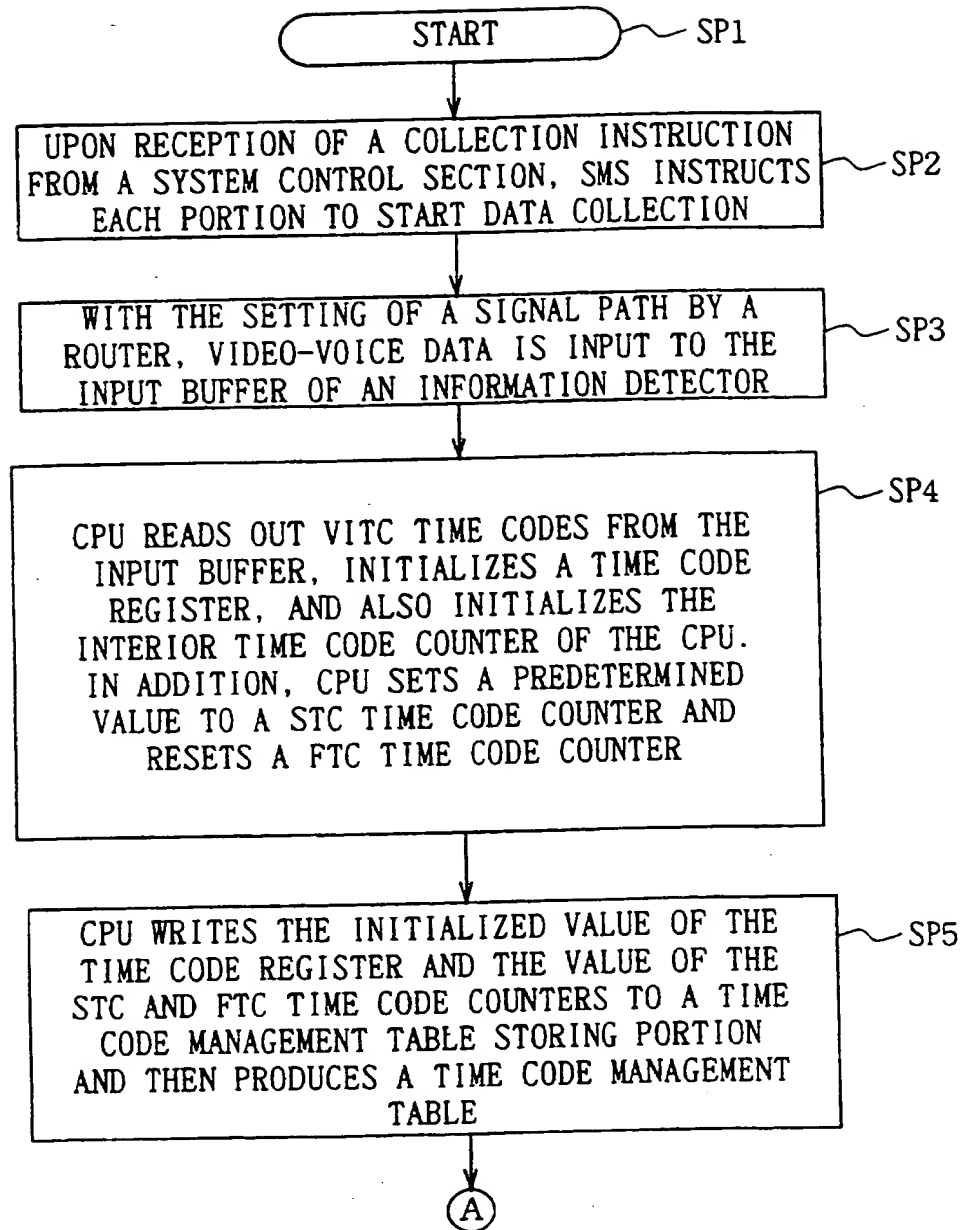 START
SP1
UPON RECEPTION OF A COLLECTION INSTRUCTION
FROM A SYSTEM CONTROL SECTION, SMS INSTRUCTS
EACH PORTION TO START DATA COLLECTION
SP2
WITH THE SETTING OF A SIGNAL PATH BY A
ROUTER, VIDEO-VOICE DATA IS INPUT TO THE
INPUT BUFFER OF AN INFORMATION DETECTOR
SP3
CPU READS OUT VITC TIME CODES FROM THE
INPUT BUFFER, INITIALIZES A TIME CODE
REGISTER, AND ALSO INITIALIZES THE
INTERIOR TIME CODE COUNTER OF THE CPU.
IN ADDITION, CPU SETS A PREDETERMINED
VALUE TO A STC TIME CODE COUNTER AND
RESETS A FTC TIME CODE COUNTER
SP4
CPU WRITES THE INITIALIZED VALUE OF THE
TIME CODE REGISTER AND THE VALUE OF THE
STC AND FTC TIME CODE COUNTERS TO A TIME
CODE MANAGEMENT TABLE STORING PORTION
AND THEN PRODUCES A TIME CODE MANAGEMENT
TABLE
SP5
A